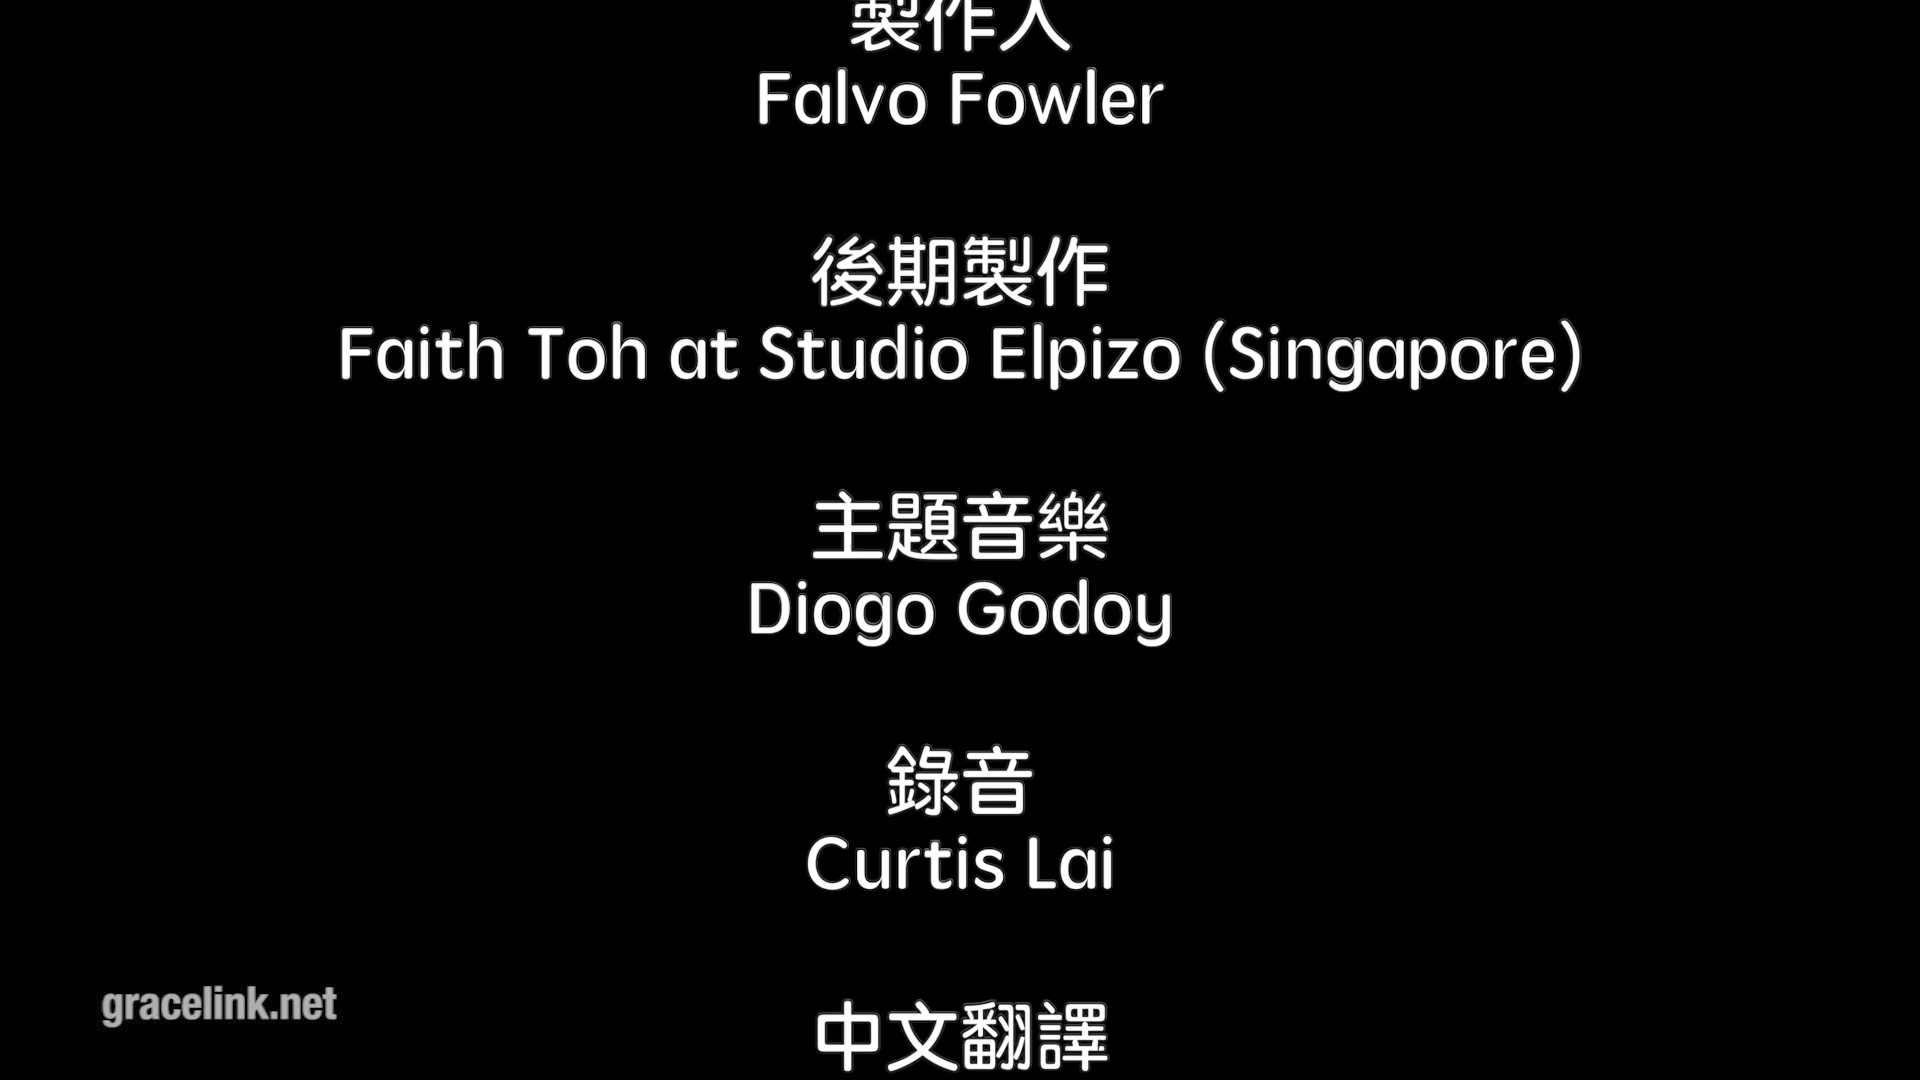 製作人
Falvo Fowler
後期製作
Faith Toh at Studio Elpizo (Singapore)
主題音樂
Diogo Godoy
錄音
Curtis Lai
gracelink.net
中文翻譯